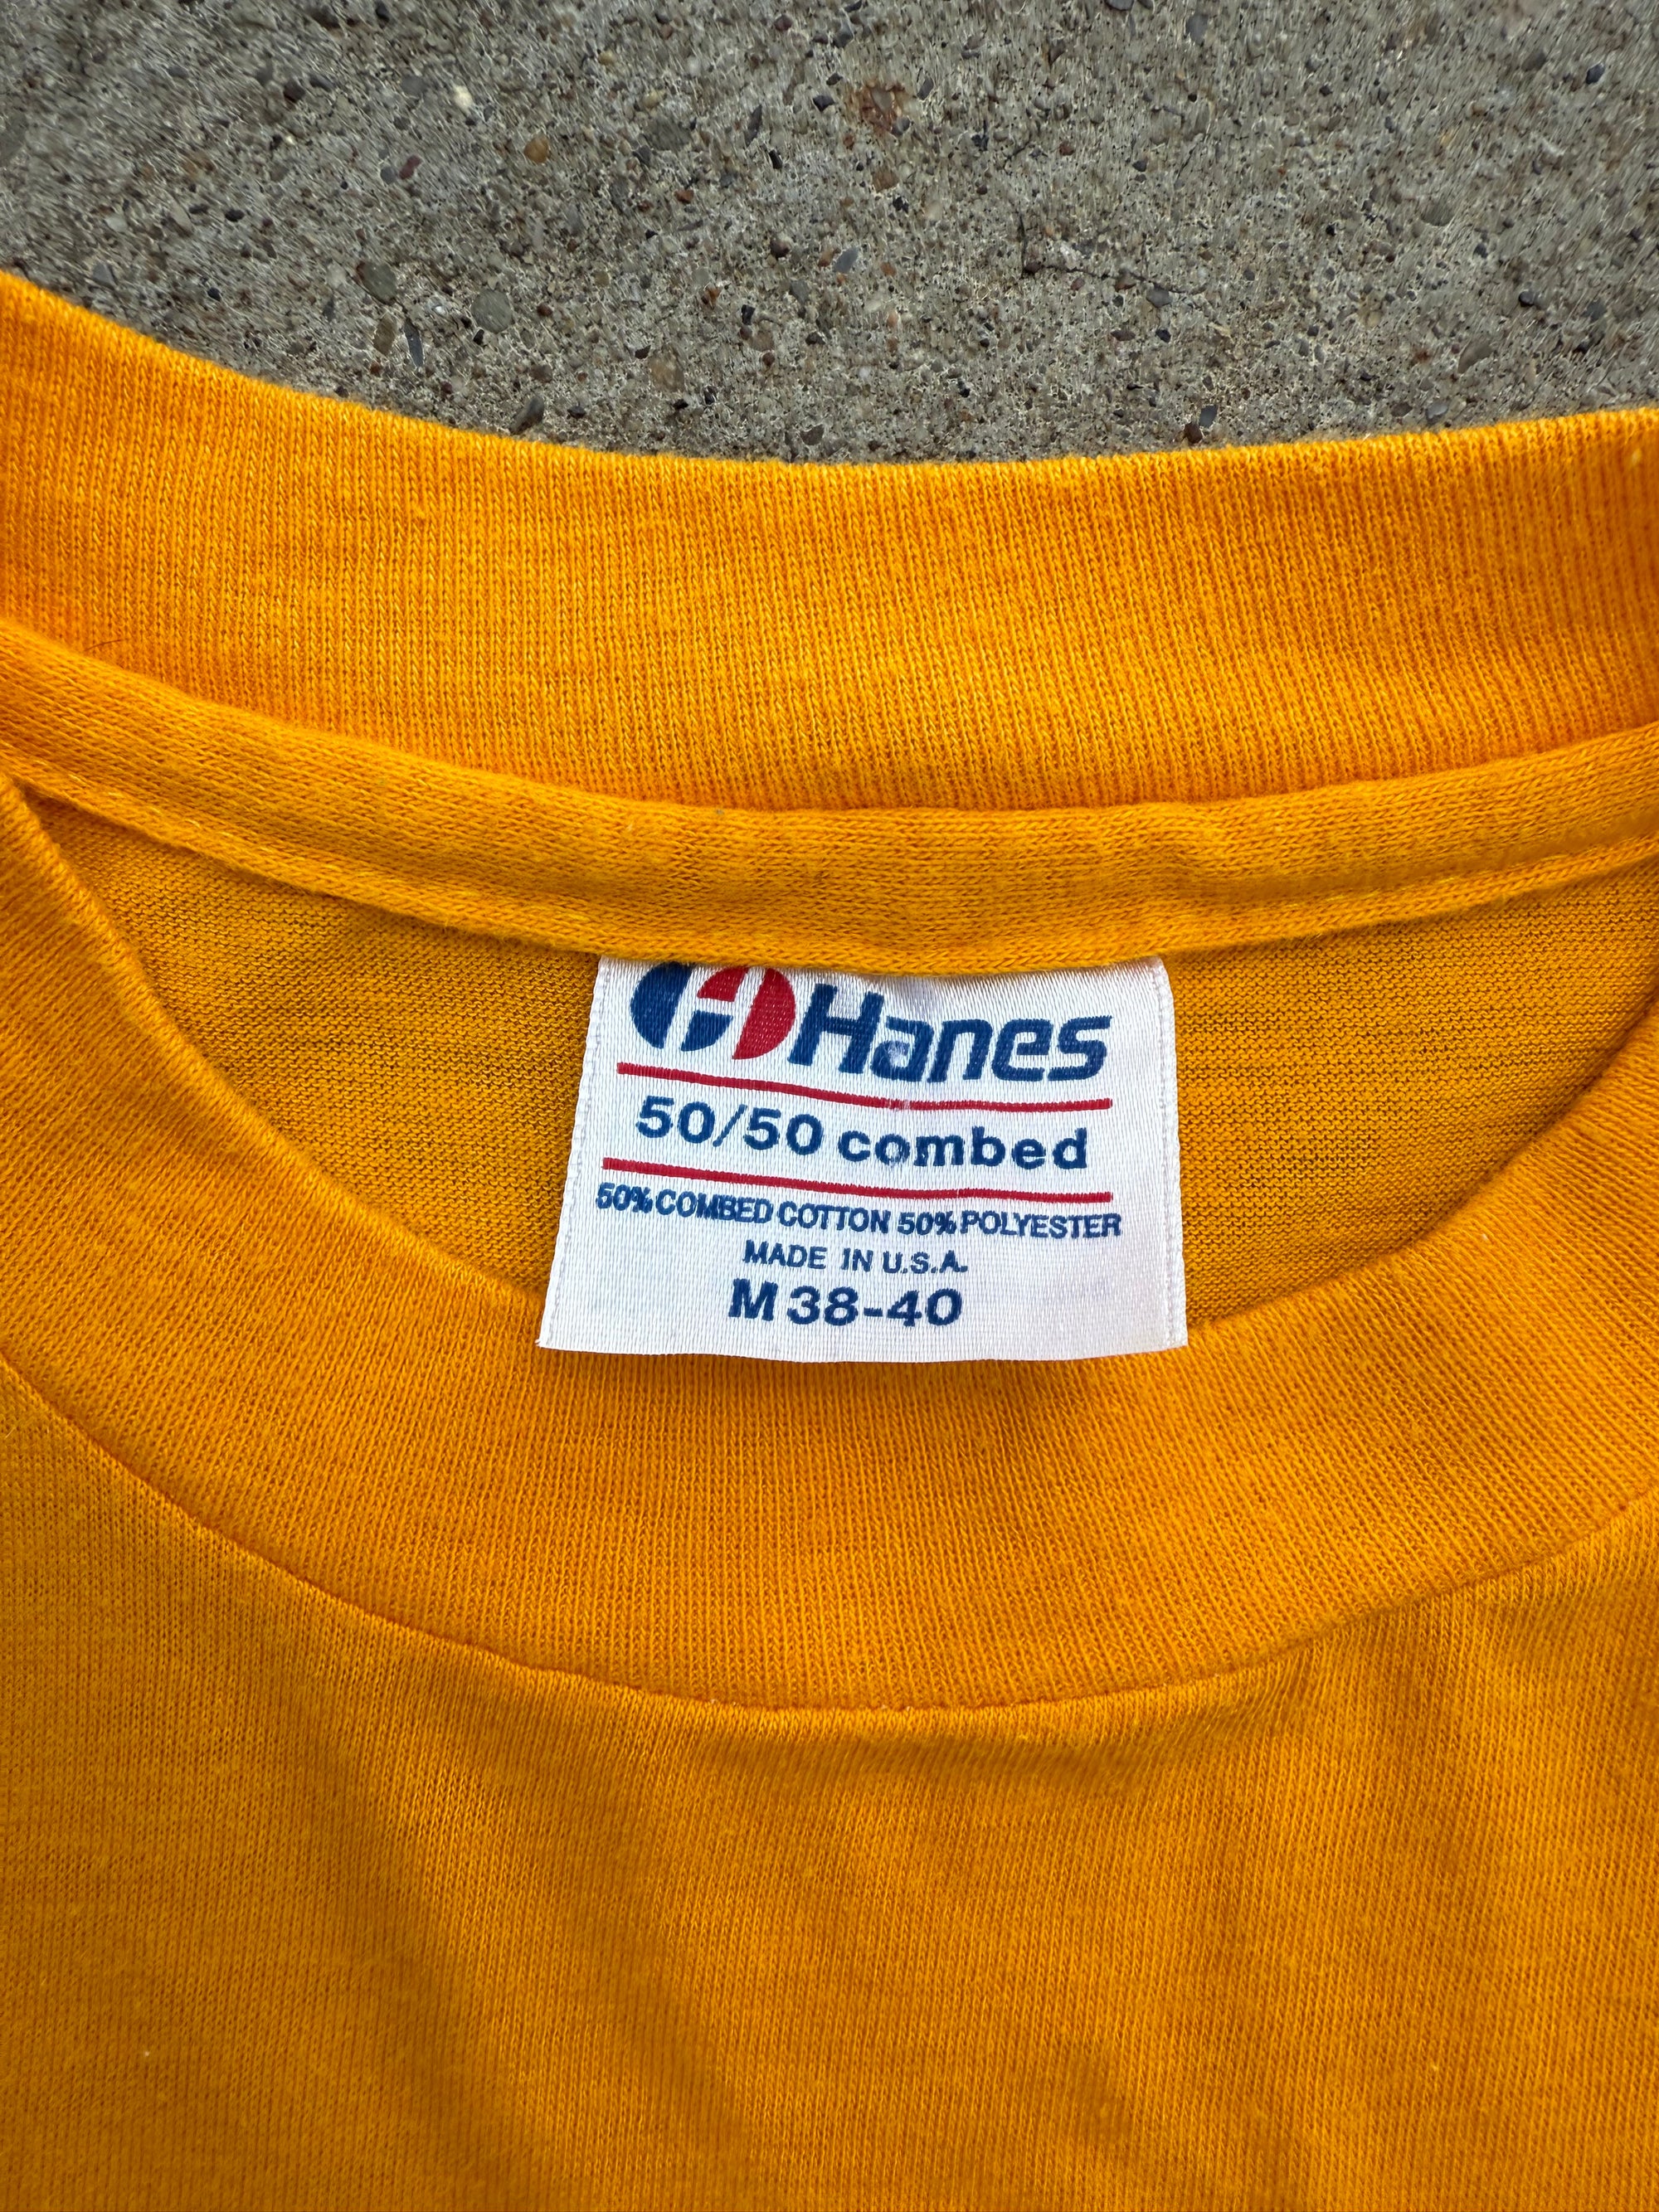 Hanes
50/50 combed
50% COMBED COTTON 50% POLYESTER
MADE IN U.S.A.
M 38-40